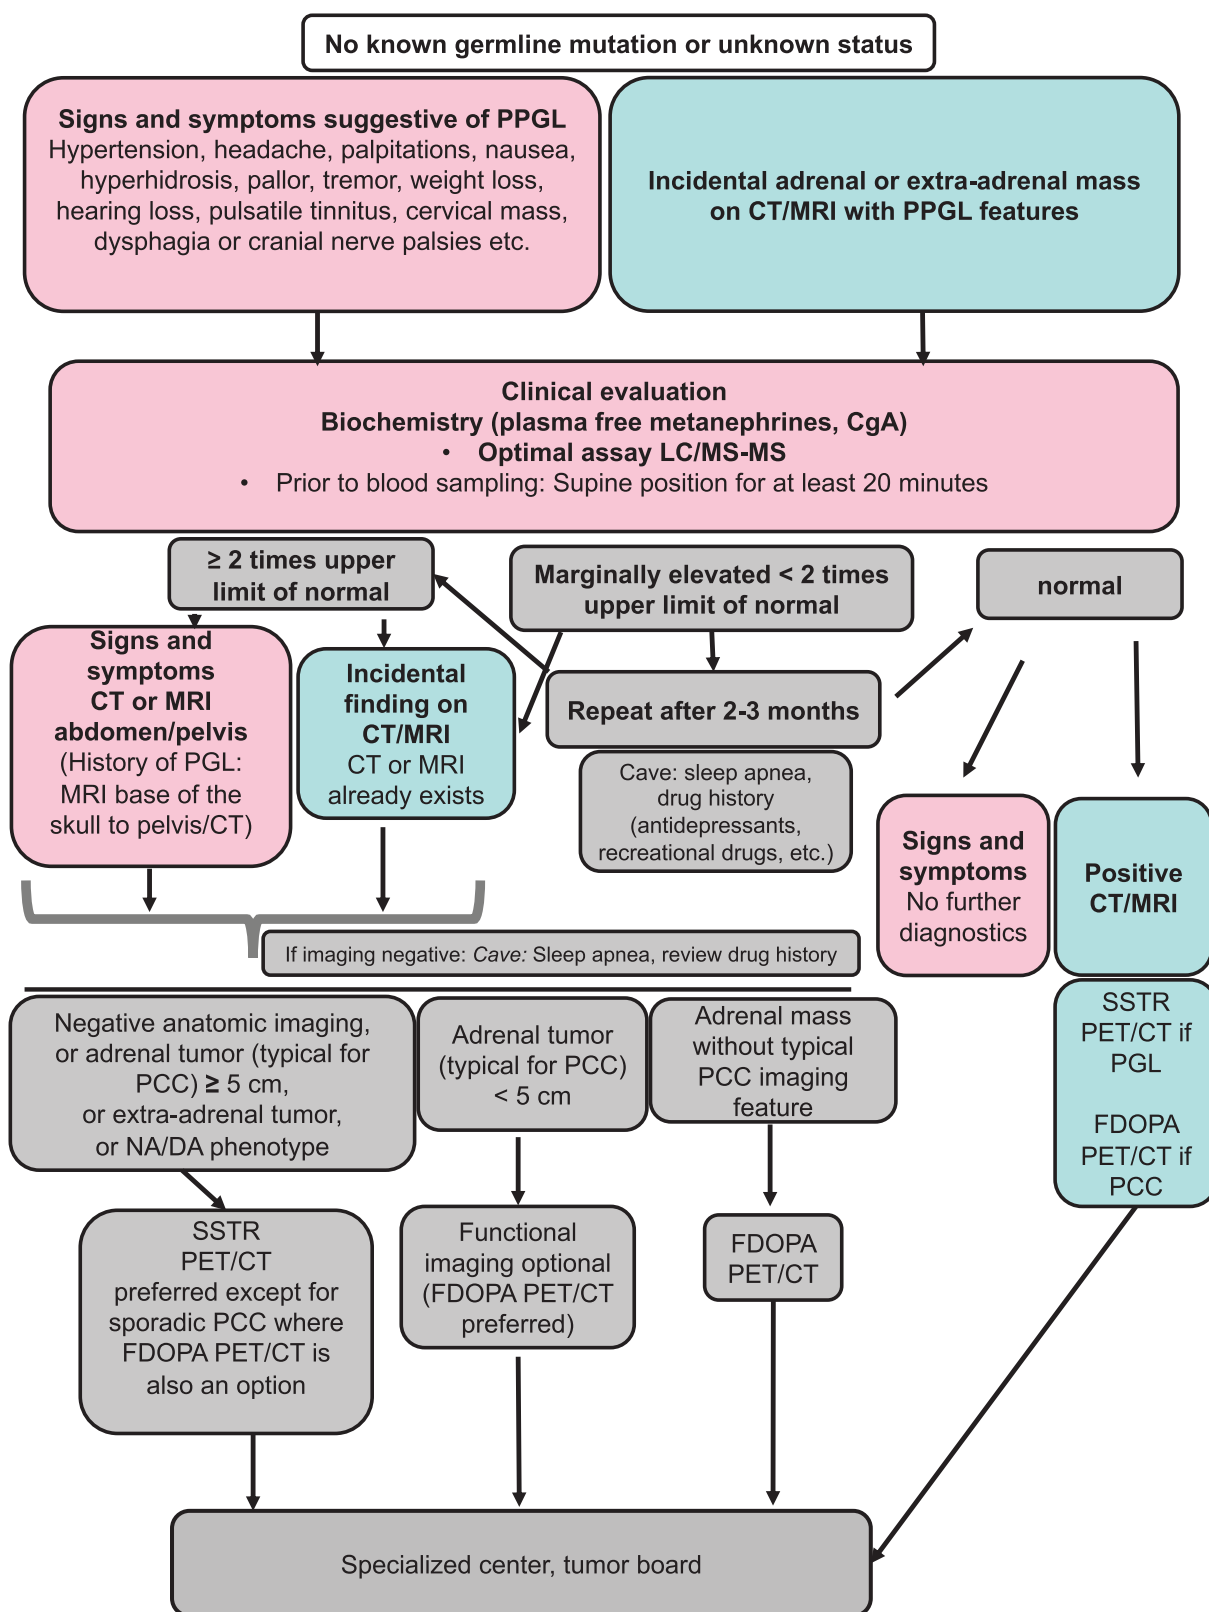 No known germline mutation or unknown status
Signs and symptoms suggestive of PPGL
Hypertension, headache, palpitations, nausea,
hyperhidrosis, pallor, tremor, weight loss,
hearing loss, pulsatile tinnitus, cervical mass,
dysphagia or cranial nerve palsies etc.
Incidental adrenal or extra-adrenal mass
on CT/MRI with PPGL features
Clinical evaluation
Biochemistry (plasma free metanephrines, CgA)
• Optimal assay LC/MS-MS
• Prior to blood sampling: Supine position for at least 20 minutes
≥ 2 times upper
limit of normal
Marginally elevated < 2 times
upper limit of normal
normal
Signs and
symptoms
CT or MRI
abdomen/pelvis
(History of PGL:
MRI base of the
skull to pelvis/CT)
Incidental
finding on
CT/MRI
CT or MRI
already exists
Repeat after 2-3 months
Cave: sleep apnea,
drug history
(antidepressants,
recreational drugs, etc.)
Signs and
symptoms
No further
diagnostics
Positive
CT/MRI
If imaging negative: Cave: Sleep apnea, review drug history
Negative anatomic imaging,
or adrenal tumor (typical for
PCC) ≥ 5 cm,
or extra-adrenal tumor,
or NA/DA phenotype
Adrenal tumor
(typical for PCC)
< 5 cm
Adrenal mass
without typical
PCC imaging
feature
SSTR
PET/CT if
PGL
FDOPA
PET/CT if
PCC
SSTR
PET/CT
preferred except for
sporadic PCC where
FDOPA PET/CT is
also an option
Functional
imaging optional
(FDOPA PET/CT
preferred)
FDOPA
PET/CT
Specialized center, tumor board